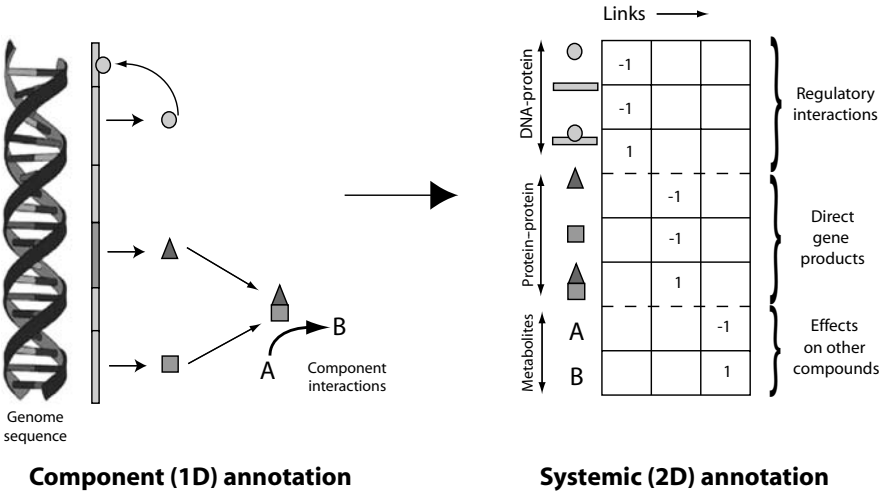 Links
DNA-protein
Protein–protein
Metabolites
-1
-1
1
-1
-1
1
A
-1
B
1
Regulatory
interactions
Direct
gene
products
Effects
on other
compounds
B
A
Component
interactions
Genome
sequence
Component (1D) annotation
Systemic (2D) annotation